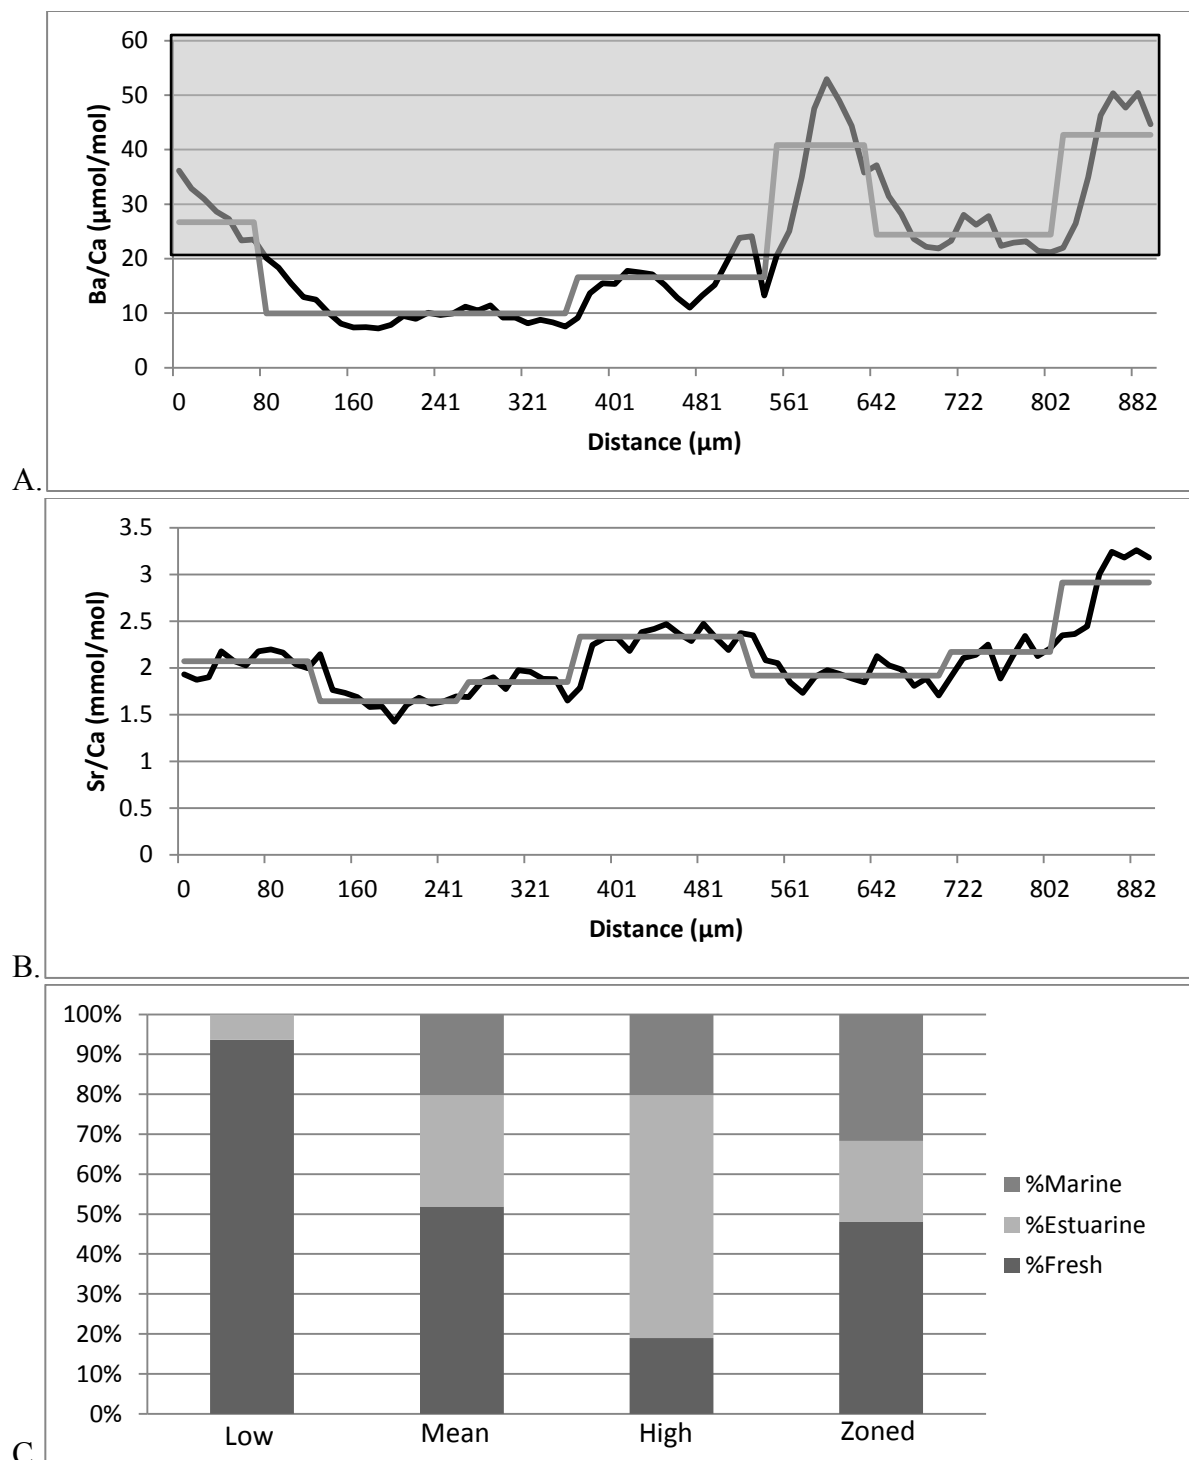 60
50
40
30
20
10
0
Ba/Ca (µmol/mol)
0 80 160 241 321 401 481 561 642 722 802 882
Distance (µm)
A.
3.5
3
2.5
2
1.5
1
0.5
0
Sr/Ca (mmol/mol)
0 80 160 241 321 401 481 561 642 722 802 882
Distance (µm)
B.
100%
90%
80%
70%
60%
50%
40%
30%
20%
10%
0%
Low Mean High Zoned
%Marine
%Estuarine
%Fresh
C